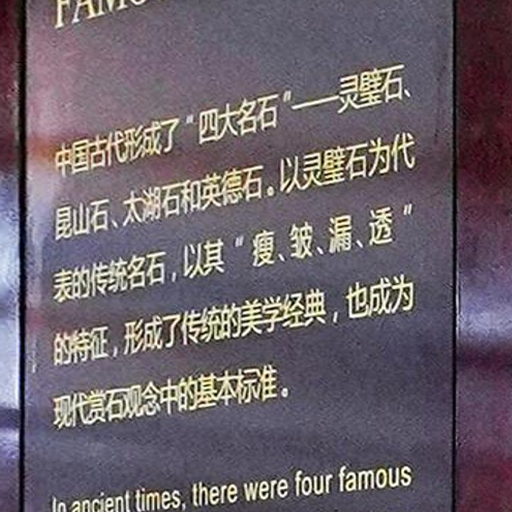 FAMO
中国古代形成了“四大名石”——灵璧石、
昆山石、太湖石和英德石。以灵璧石为代
表的传统名石，以其“瘦、皱、漏、透”
的特征，形成了传统的美学经典，也成为
现代赏石观念中的基本标准。
In ancient times, there were four famous